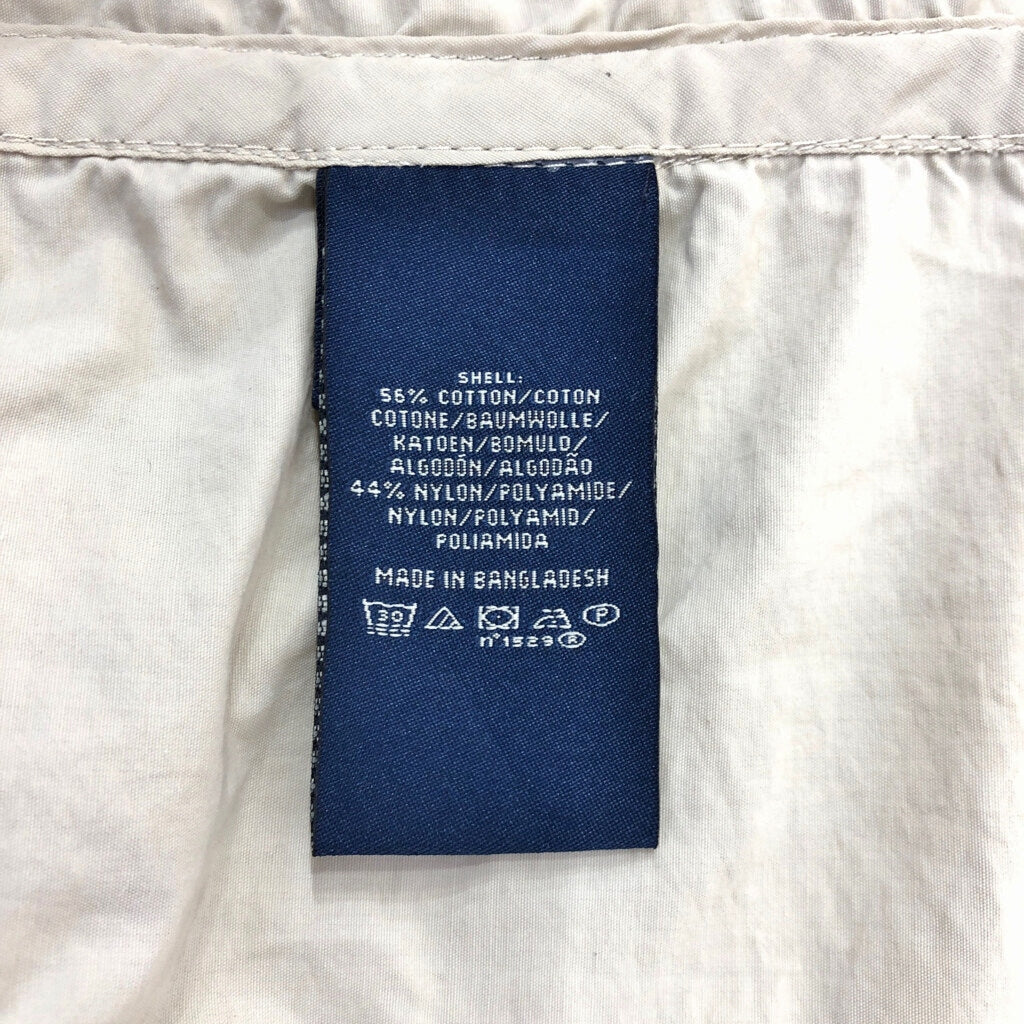 SHELL:
56% COTTON/COTON
COTONE/BAUMWOLLE/
KATOEN/BOMULD/
ALGODÓN/ALGODÃO
44% NYLON/POLYAMIDE/
NYLON/POLYAMID/
POLIAMIDA
MADE IN BANGLADESH
30 P
n°1529®